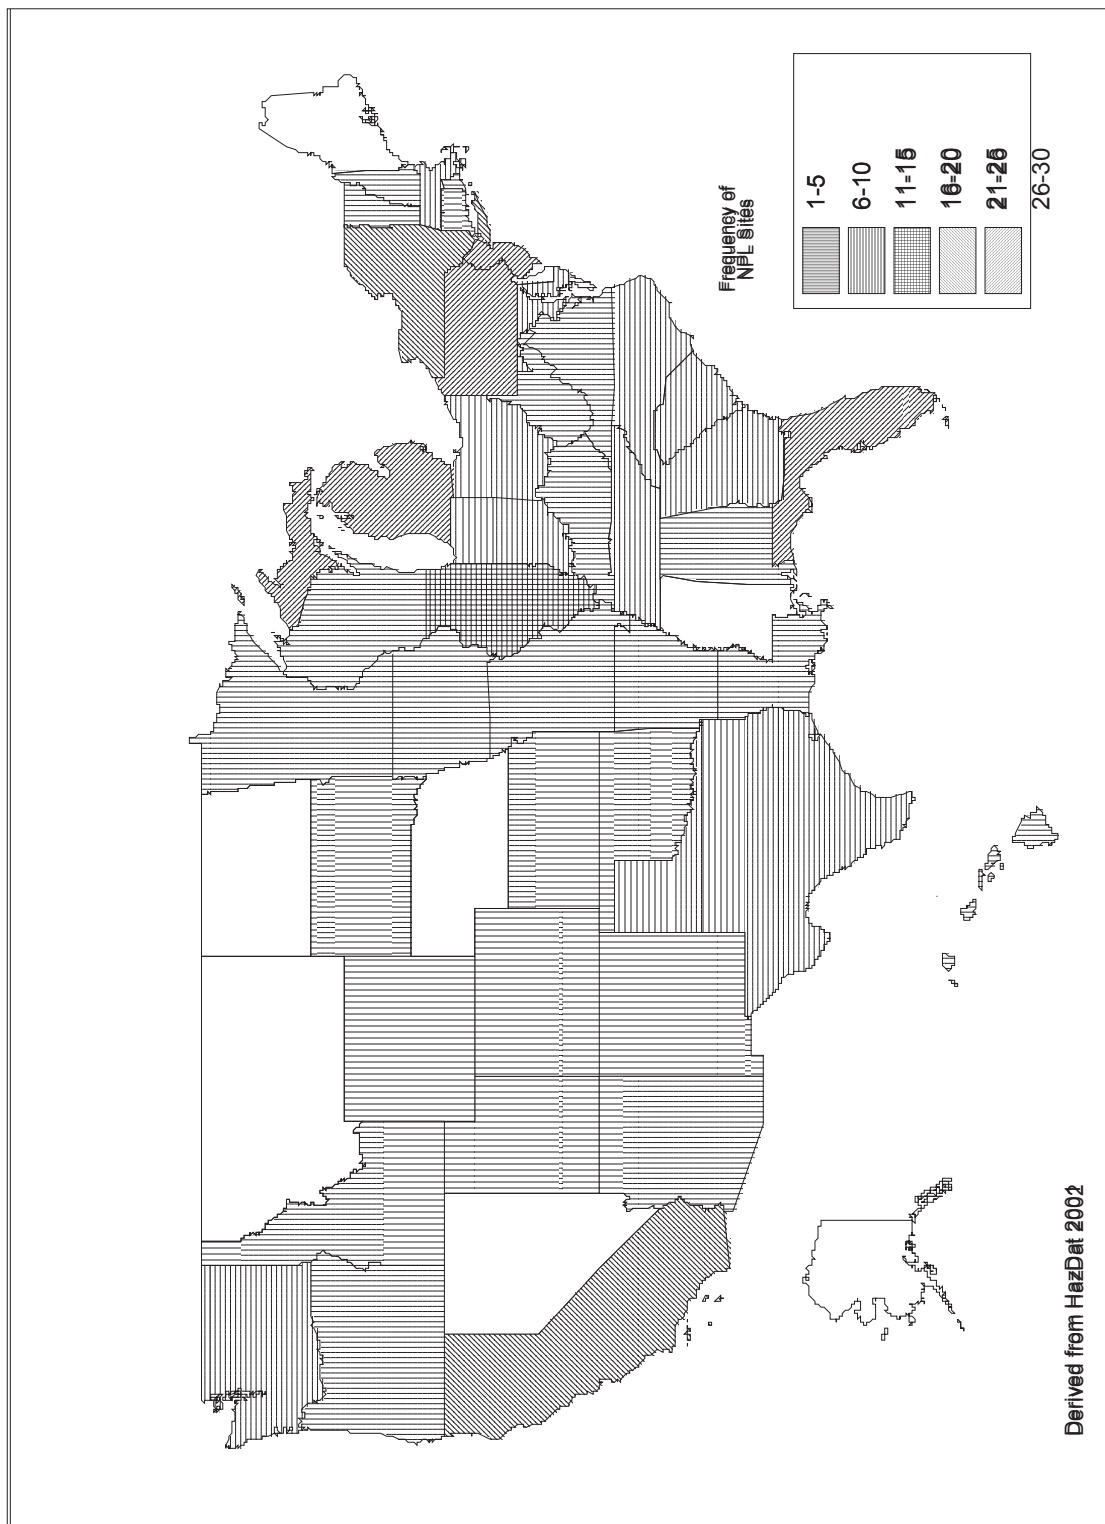 Frequency of
NPL Sites
1-5
6-10
11-15
16-20
21-25
26-30
Derived from HazDat 2002